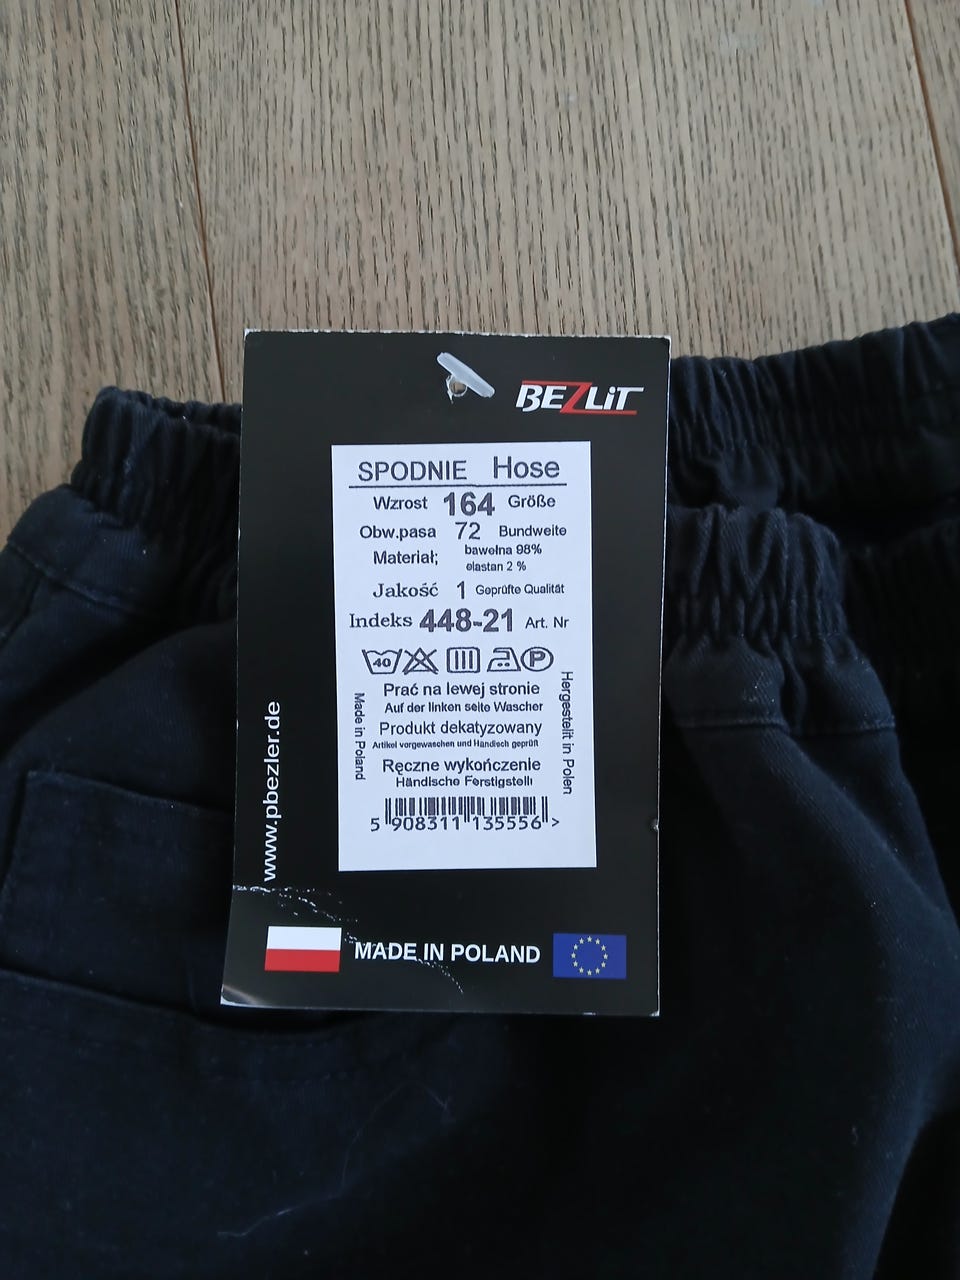 BEZLiT
SPODNIE Hose
Wzrost 164 Größe
Obw.pasa 72 Bundweite
Materiał; bawełna 98%
elastan 2 %
Jakość 1 Geprüfte Qualität
Indeks 448-21 Art. Nr
40 P
Prać na lewej stronie
Auf der linken seite Wascher
Produkt dekatyzowany
Artikel vorgewaschen und Händisch geprüft
Ręczne wykończenie
Händische Ferstigstelli
Made in Poland
Hergestellt in Polen
5 908311 135556 >
www.pbezler.de
MADE IN POLAND